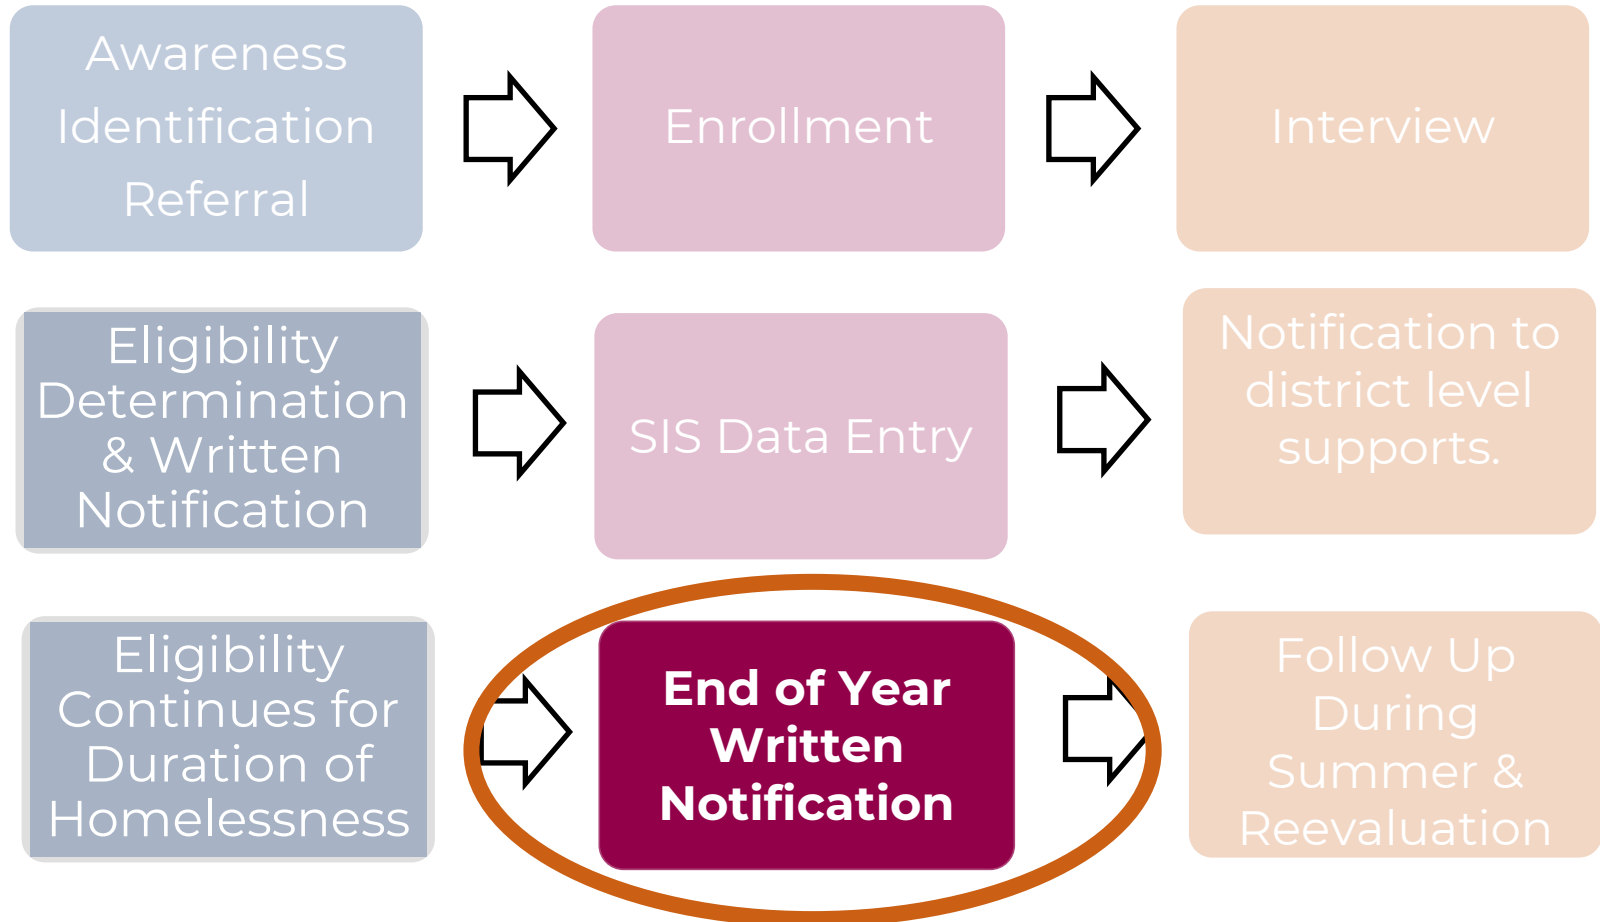 Awareness
Identification
Referral
Enrollment
Interview
Eligibility
Determination
& Written
Notification
SIS Data Entry
Notification to
district level
supports.
Eligibility
Continues for
Duration of
Homelessness
End of Year
Written
Notification
Follow Up
During
Summer &
Reevaluation